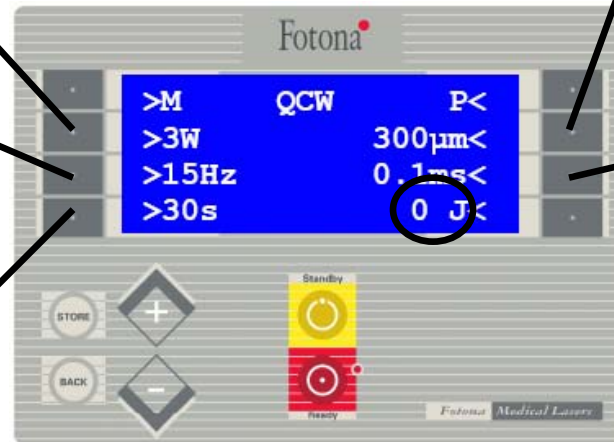 Fotona
>M QCW P<
>3W 300µm<
>15Hz 0.1ms<
>30s 0 J<
Standby
STORE
+
BACK
-
Ready
Fotona Medical Lasers